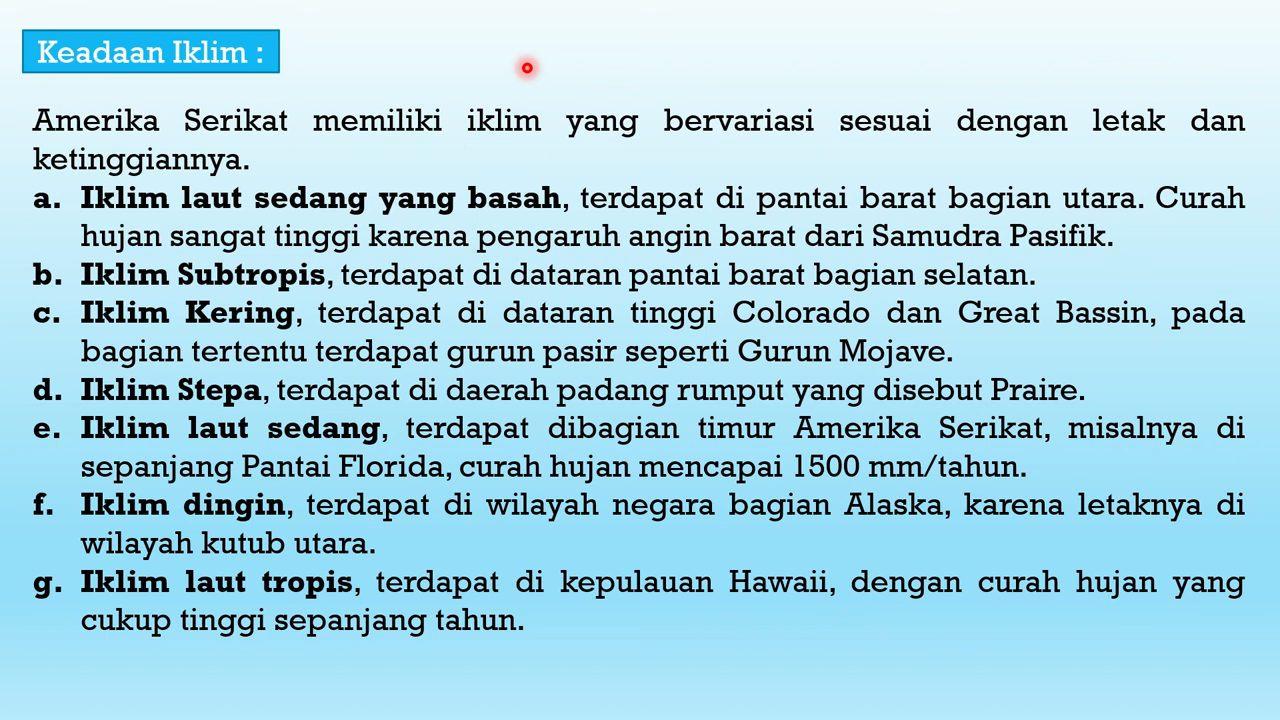 Keadaan Iklim :
Amerika Serikat memiliki iklim yang bervariasi sesuai dengan letak dan
ketinggiannya.
a. Iklim laut sedang yang basah, terdapat di pantai barat bagian utara. Curah
hujan sangat tinggi karena pengaruh angin barat dari Samudra Pasifik.
b. Iklim Subtropis, terdapat di dataran pantai barat bagian selatan.
c. Iklim Kering, terdapat di dataran tinggi Colorado dan Great Bassin, pada
bagian tertentu terdapat gurun pasir seperti Gurun Mojave.
d. Iklim Stepa, terdapat di daerah padang rumput yang disebut Praire.
e. Iklim laut sedang, terdapat dibagian timur Amerika Serikat, misalnya di
sepanjang Pantai Florida, curah hujan mencapai 1500 mm/tahun.
f. Iklim dingin, terdapat di wilayah negara bagian Alaska, karena letaknya di
wilayah kutub utara.
g. Iklim laut tropis, terdapat di kepulauan Hawaii, dengan curah hujan yang
cukup tinggi sepanjang tahun.